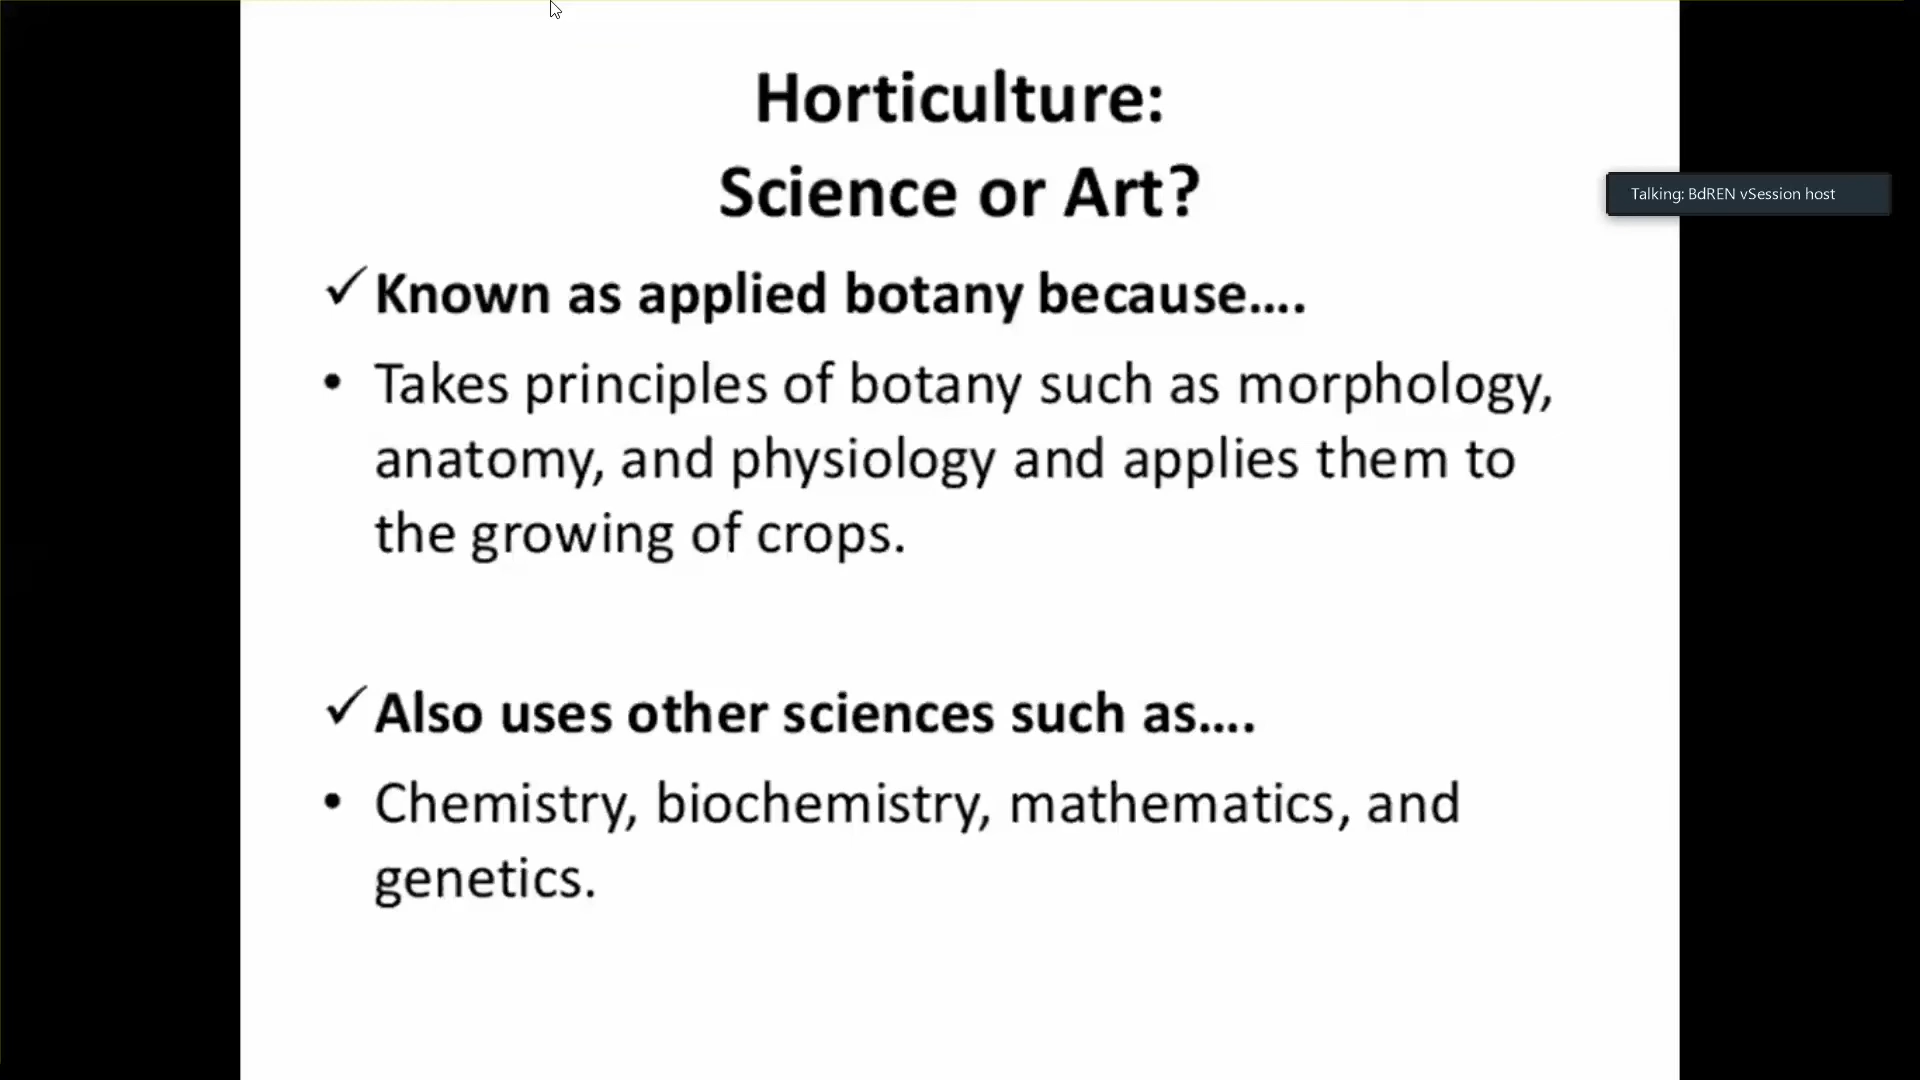 Horticulture:
Science or Art?
Talking: BdREN vSession host
✓ Known as applied botany because....
• Takes principles of botany such as morphology,
anatomy, and physiology and applies them to
the growing of crops.
✓ Also uses other sciences such as....
• Chemistry, biochemistry, mathematics, and
genetics.